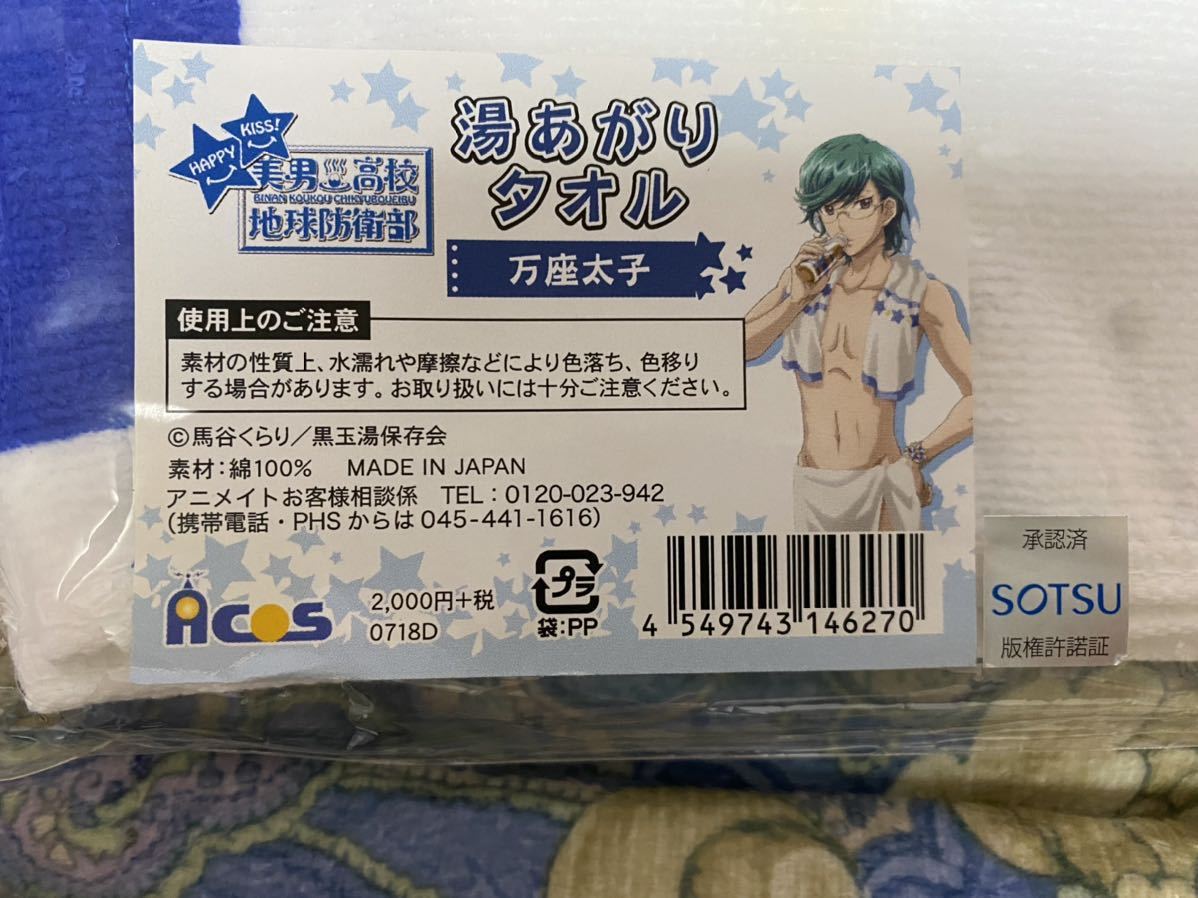 HAPPY KISS!
美男高校
BINAN KOUKOU CHIKYUBOUEIBU
地球防衛部
湯あがり
タオル
万座太子
使用上のご注意
素材の性質上、水濡れや摩擦などにより色落ち、色移り
する場合があります。お取り扱いには十分ご注意ください。
©馬谷くらり／黒玉湯保存会
素材：綿100% MADE IN JAPAN
アニメイトお客様相談係 TEL：0120-023-942
（携帯電話・PHSからは045-441-1616）
ACOS
2,000円+税
0718D
プラ
袋：PP
4 549743 146270
承認済
SOTSU
版権許諾証